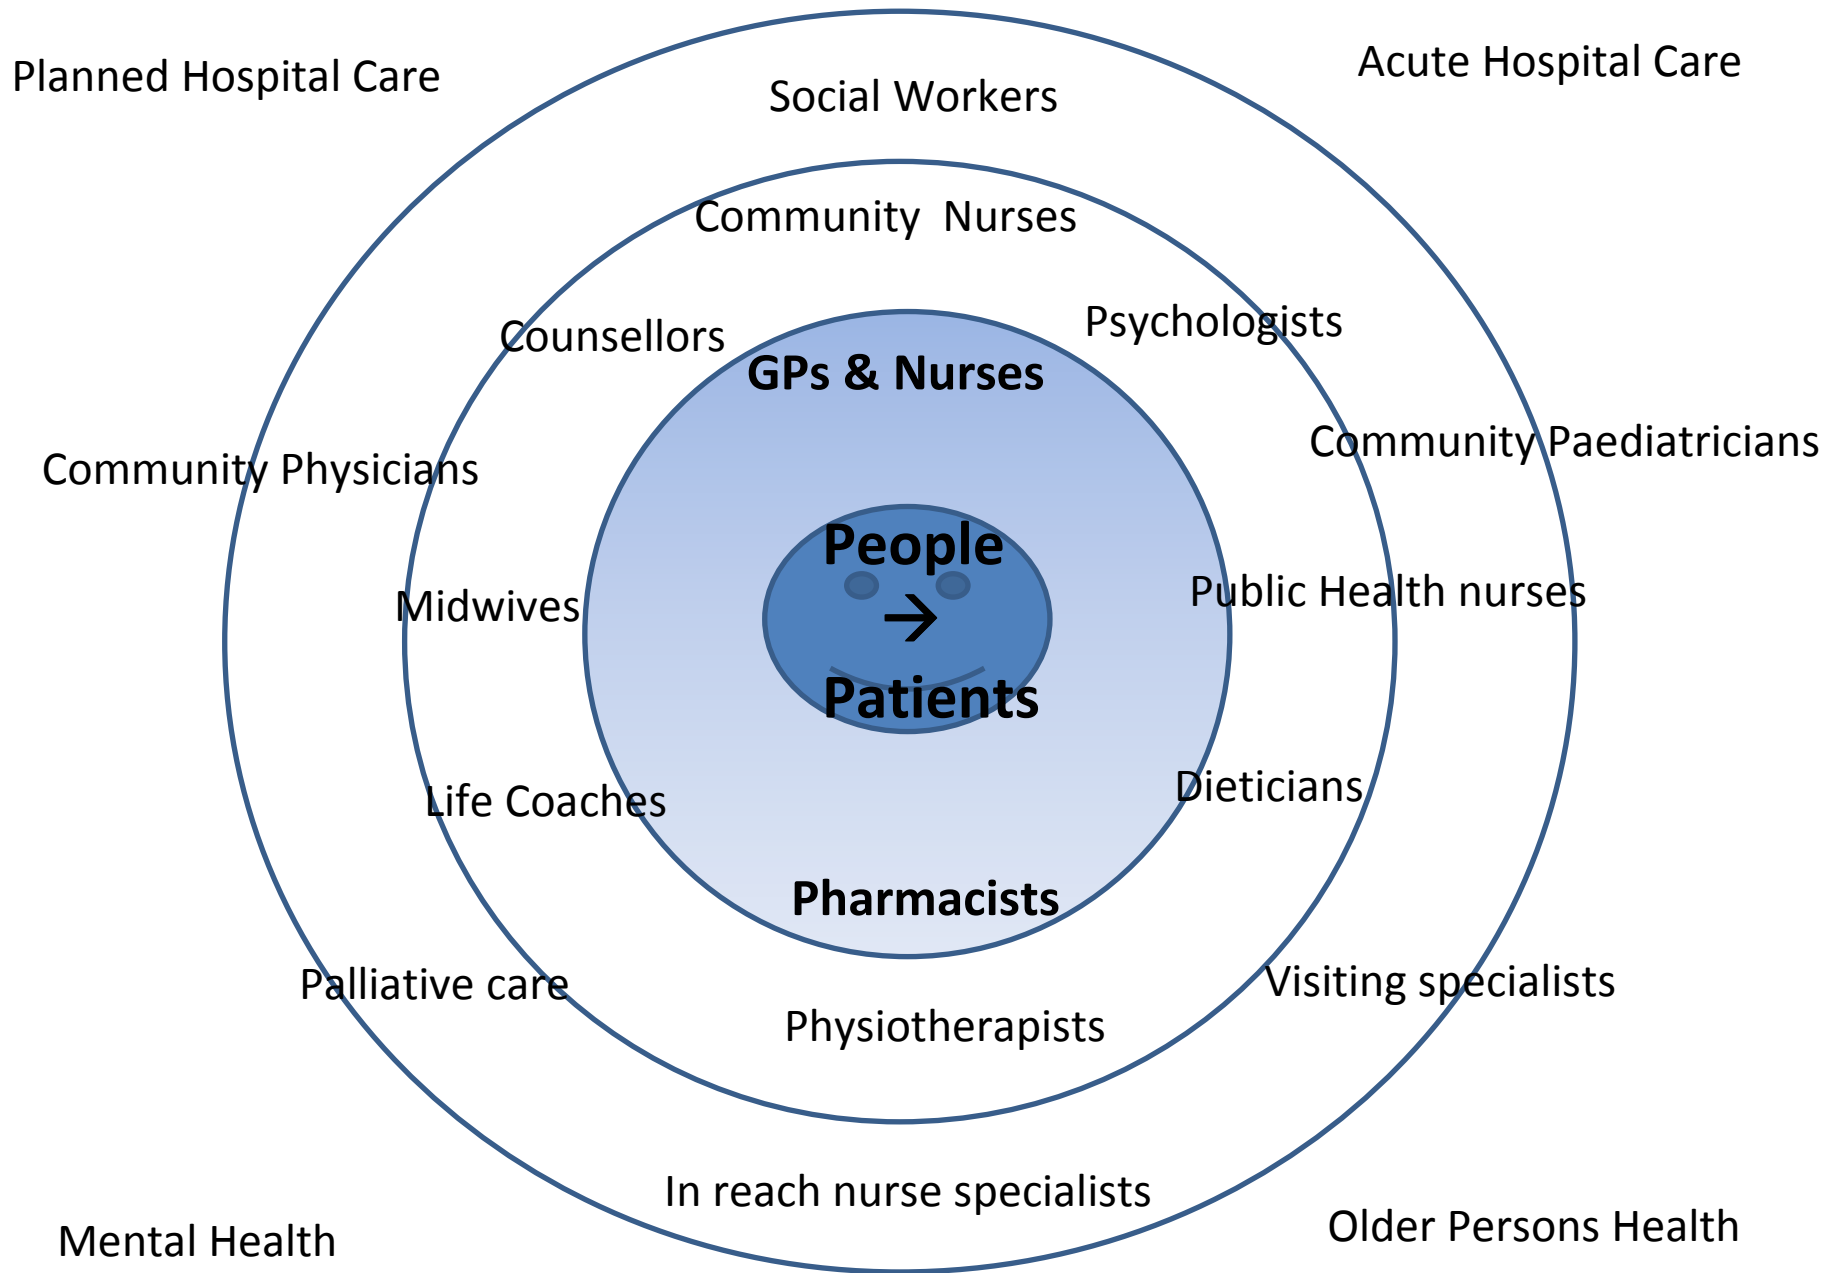 Planned Hospital Care
Acute Hospital Care
Social Workers
Community  Nurses
Counsellors
Psychologists
GPs & Nurses
Community Physicians
Community Paediatricians
People
→
Patients
Midwives
Public Health nurses
Life Coaches
Dieticians
Pharmacists
Palliative care
Visiting specialists
Physiotherapists
In reach nurse specialists
Mental Health
Older Persons Health